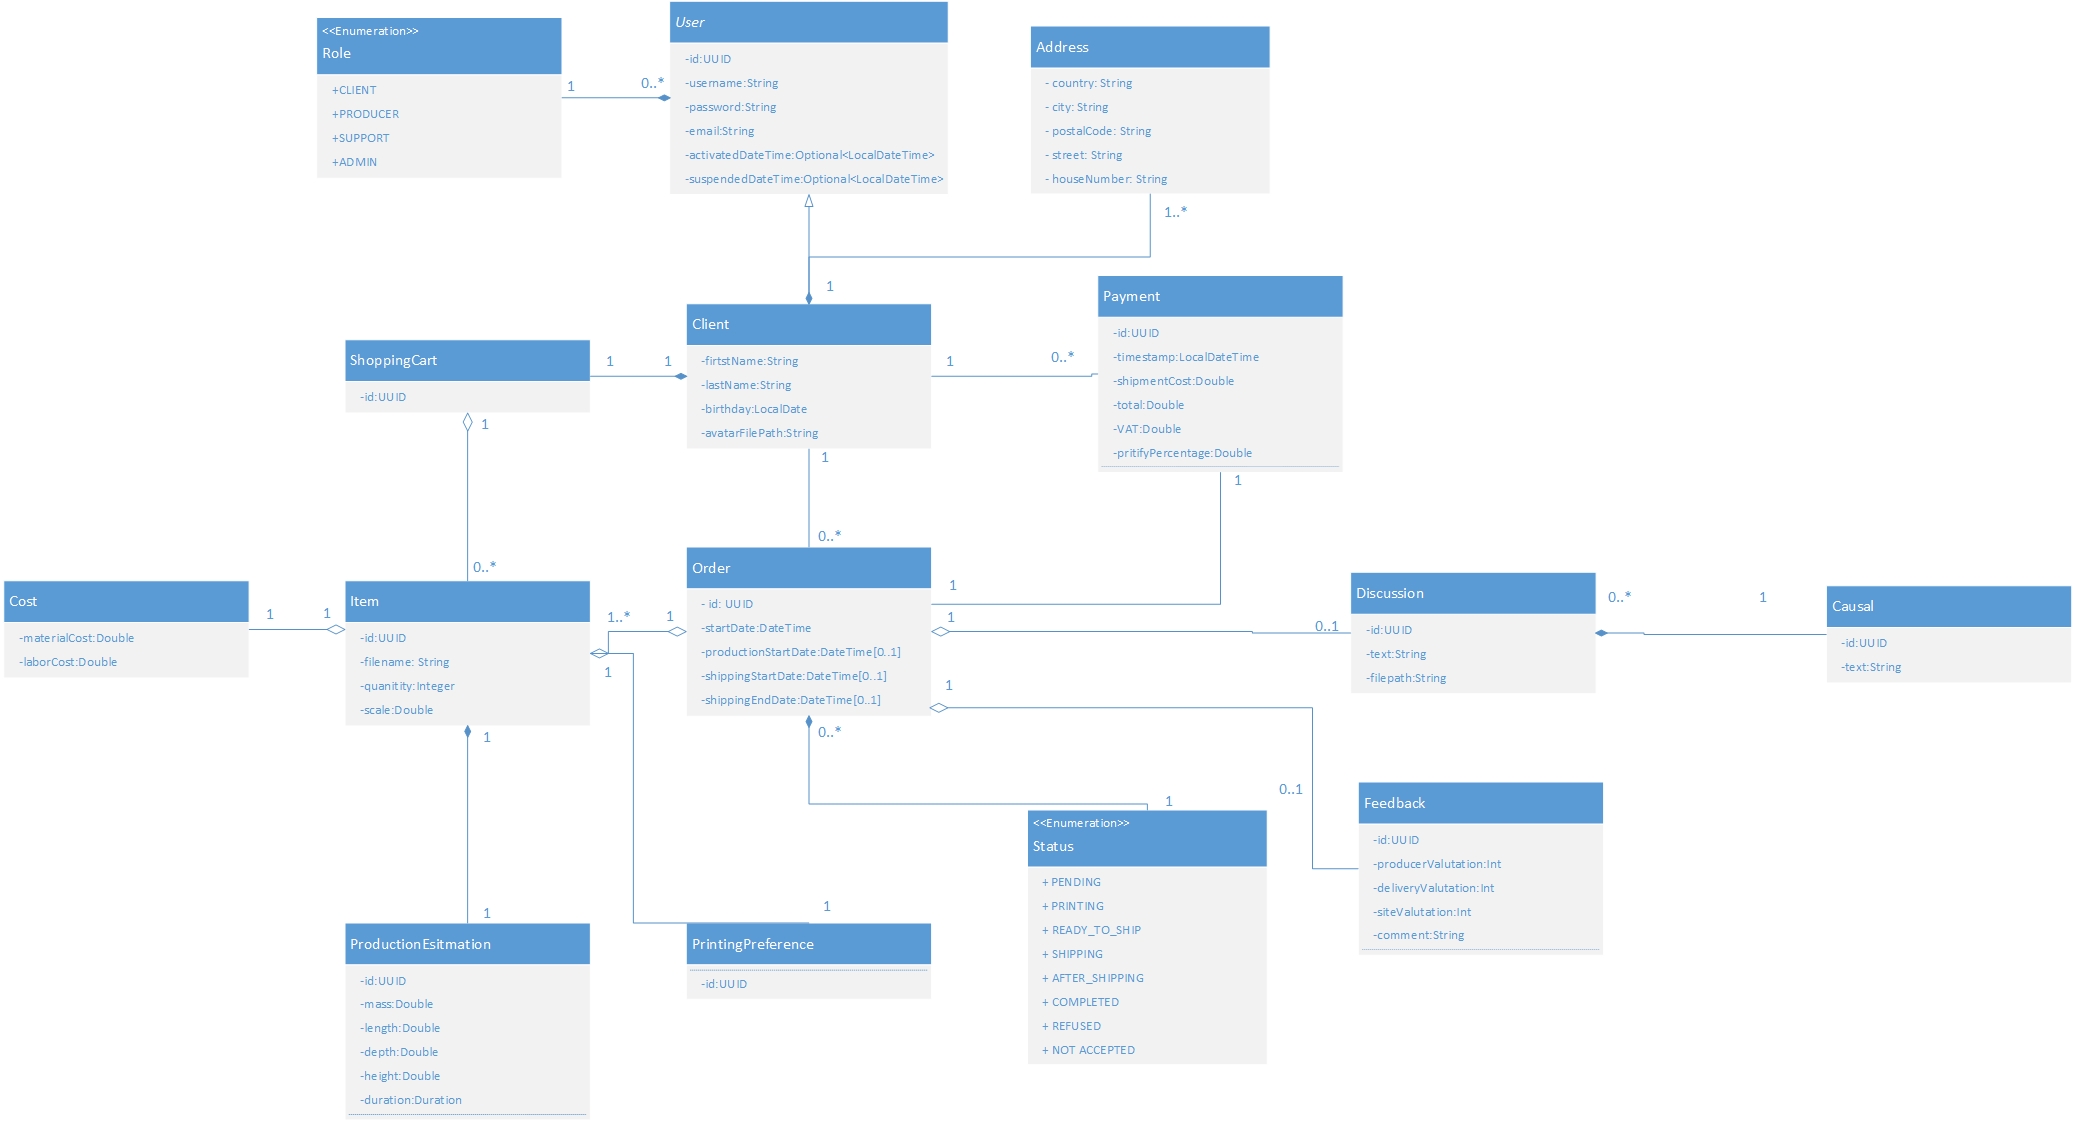 <<Enumeration>>
Role
+CLIENT
+PRODUCER
+SUPPORT
+ADMIN
1
0..*
User
-id:UUID
-username:String
-password:String
-email:String
-activatedDateTime:Optional<LocalDateTime>
-suspendedDateTime:Optional<LocalDateTime>
Address
- country: String
- city: String
- postalCode: String
- street: String
- houseNumber: String
1..*
1
ShoppingCart
-id:UUID
1
1
1
Client
-firtstName:String
-lastName:String
-birthday:LocalDate
-avatarFilePath:String
1
0..*
Payment
-id:UUID
-timestamp:LocalDateTime
-shipmentCost:Double
-total:Double
-VAT:Double
-pritifyPercentage:Double
1
1
0..*
0..*
Cost
-materialCost:Double
-laborCost:Double
1
1
Item
-id:UUID
-filename: String
-quanitity:Integer
-scale:Double
1..*
1
1
1
Order
- id: UUID
-startDate:DateTime
-productionStartDate:DateTime[0..1]
-shippingStartDate:DateTime[0..1]
-shippingEndDate:DateTime[0..1]
1
1
0..1
1
0..*
Discussion
-id:UUID
-text:String
-filepath:String
0..*
1
Causal
-id:UUID
-text:String
0..1
1
<<Enumeration>>
Status
+ PENDING
+ PRINTING
+ READY_TO_SHIP
+ SHIPPING
+ AFTER_SHIPPING
+ COMPLETED
+ REFUSED
+ NOT ACCEPTED
Feedback
-id:UUID
-producerValutation:Int
-deliveryValutation:Int
-siteValutation:Int
-comment:String
1
ProductionEsitmation
-id:UUID
-mass:Double
-length:Double
-depth:Double
-height:Double
-duration:Duration
1
PrintingPreference
-id:UUID